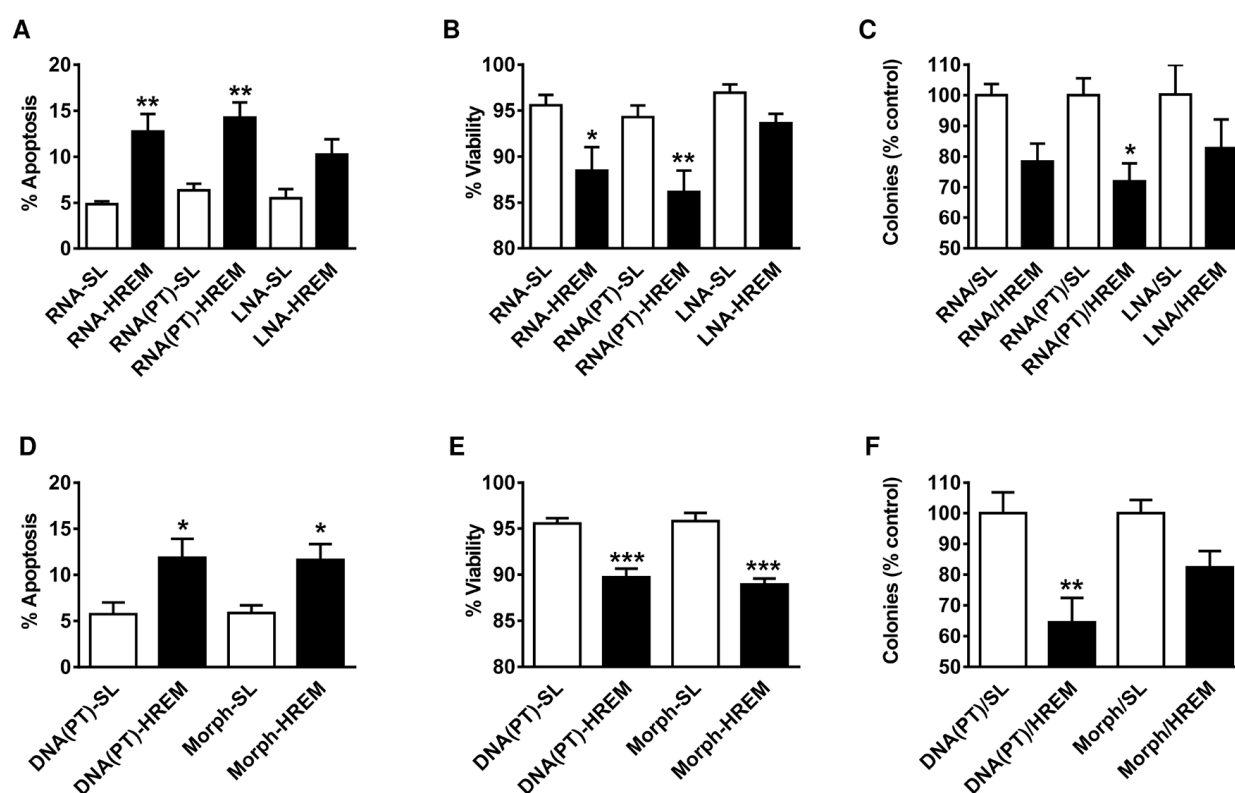 A
% Apoptosis
20
15
10
5
0
**
**
RNA-SL
RNA-HREM
RNA(PT)-SL
RNA(PT)-HREM
LNA-SL
LNA-HREM
B
% Viability
100
95
90
85
80
*
**
RNA-SL
RNA-HREM
RNA(PT)-SL
RNA(PT)-HREM
LNA-SL
LNA-HREM
C
Colonies (% control)
110
100
90
80
70
60
50
*
RNA/SL
RNA/HREM
RNA(PT)/SL
RNA(PT)/HREM
LNA/SL
LNA/HREM
D
% Apoptosis
20
15
10
5
0
*
*
DNA(PT)-SL
DNA(PT)-HREM
Morph-SL
Morph-HREM
E
% Viability
100
95
90
85
80
***
***
DNA(PT)-SL
DNA(PT)-HREM
Morph-SL
Morph-HREM
F
Colonies (% control)
110
100
90
80
70
60
50
**
DNA(PT)/SL
DNA(PT)/HREM
Morph/SL
Morph/HREM